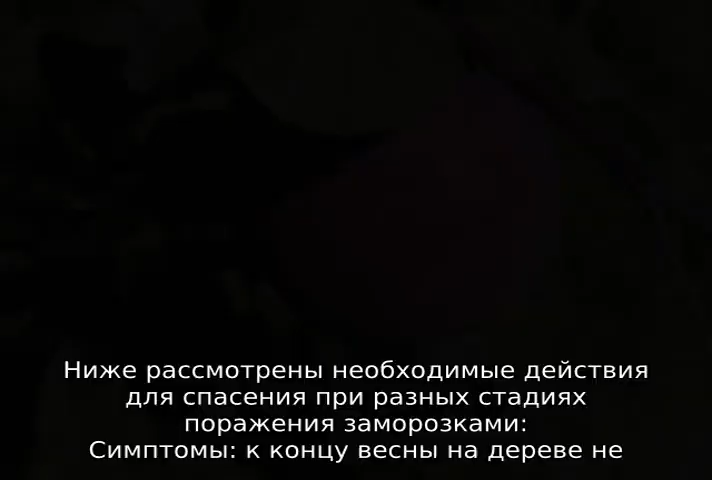 Ниже рассмотрены необходимые действия
для спасения при разных стадиях
поражения заморозками:
Симптомы: к концу весны на дереве не